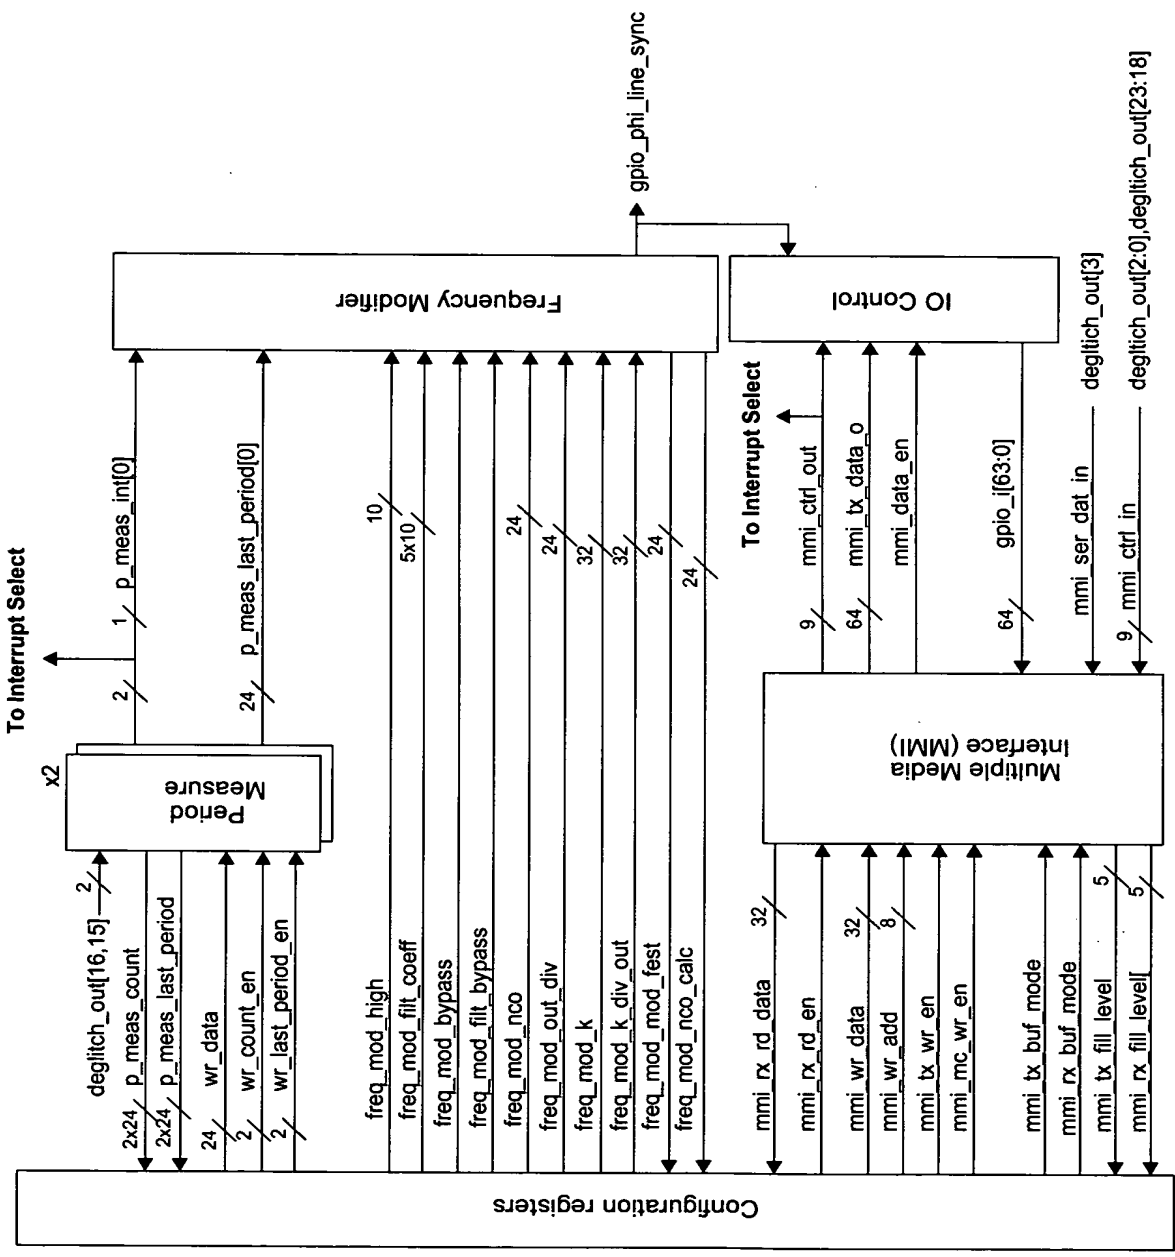 To Interrupt Select
x2
Period
Measure
deglitch_out[16,15]
2
2x24
p_meas_count
2x24
p_meas_last_period
24
wr_data
2
wr_count_en
2
wr_last_period_en
2
1
p_meas_int[0]
24
p_meas_last_period[0]
Frequency Modifier
freq_mod_high
10
freq_mod_filt_coeff
5x10
freq_mod_bypass
freq_mod_filt_bypass
freq_mod_nco
24
freq_mod_out_div
24
freq_mod_k
32
freq_mod_k_div_out
32
freq_mod_mod_fest
24
freq_mod_nco_calc
24
gpio_phi_line_sync
To Interrupt Select
IO Control
9
mmi_ctrl_out
64
mmi_tx_data_o
mmi_data_en
64
gpio_i[63:0]
mmi_ser_dat_in
degltich_out[3]
9
mmi_ctrl_in
degltich_out[2:0],degltich_out[23:18]
Multiple Media
Interface (MMI)
mmi_rx_rd_data
32
mmi_rx_rd_en
mmi_wr_data
32
mmi_wr_add
8
mmi_tx_wr_en
mmi_mc_wr_en
mmi_tx_buf_mode
mmi_rx_buf_mode
mmi_tx_fill_level
5
mmi_rx_fill_level[
5
Configuration registers